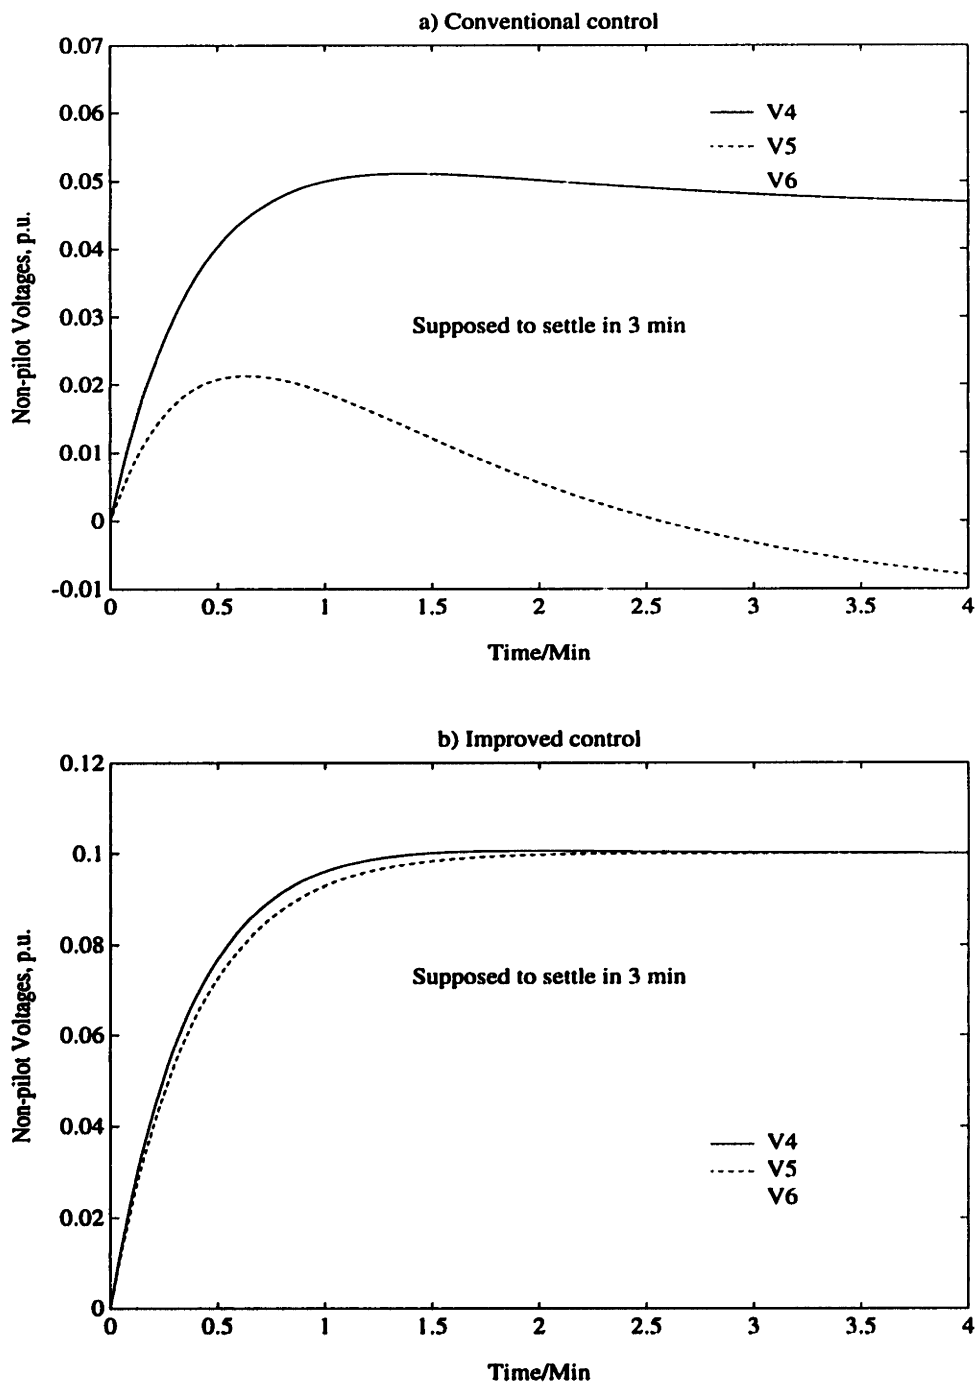 a) Conventional control
0.07
0.06
0.05
0.04
0.03
0.02
0.01
0
-0.01
Non-pilot Voltages, p.u.
V4
V5
V6
Supposed to settle in 3 min
0 0.5 1 1.5 2 2.5 3 3.5 4
Time/Min
b) Improved control
0.12
0.1
0.08
0.06
0.04
0.02
0
Non-pilot Voltages, p.u.
Supposed to settle in 3 min
V4
V5
V6
0 0.5 1 1.5 2 2.5 3 3.5 4
Time/Min